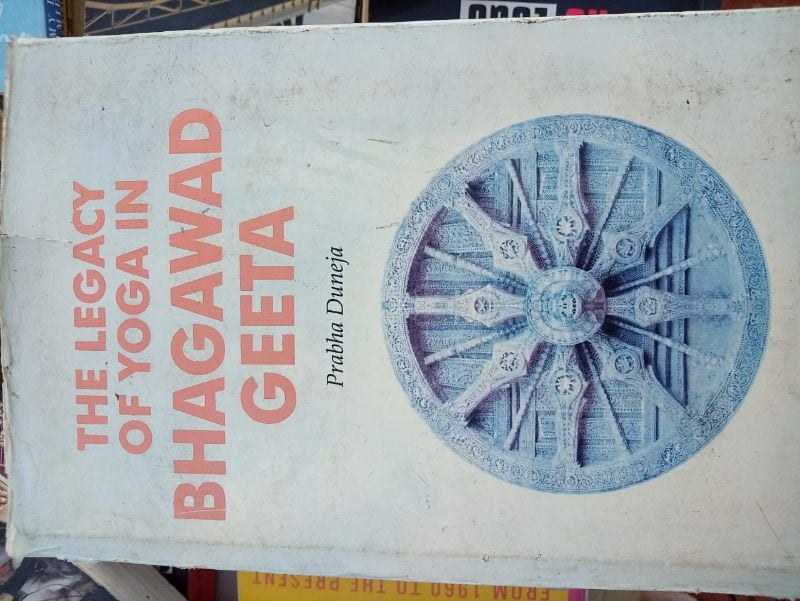 THE LEGACY
OF YOGA IN
BHAGAWAD
GEETA
Prabha Duneja
FROM 1960 TO THE PRESENT